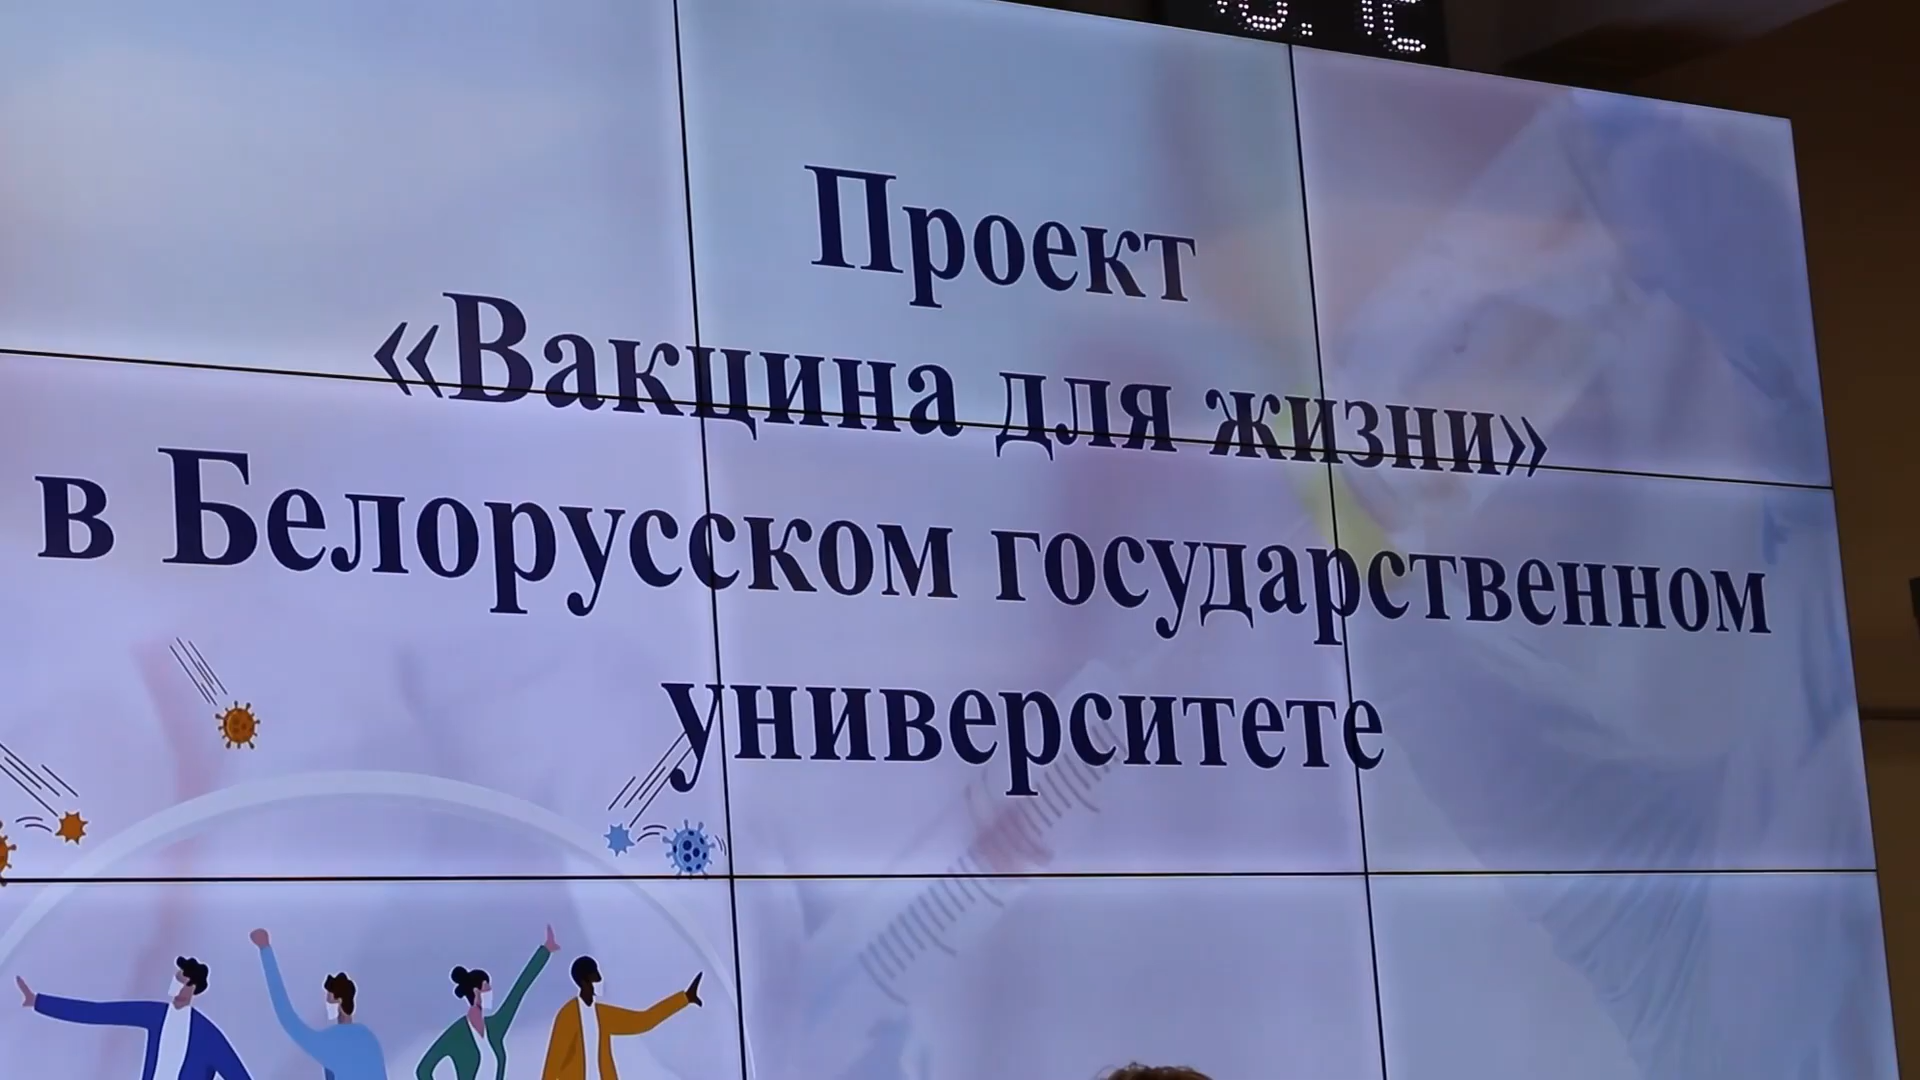 Проект
«Вакцина для жизни»
в Белорусском государственном
университете